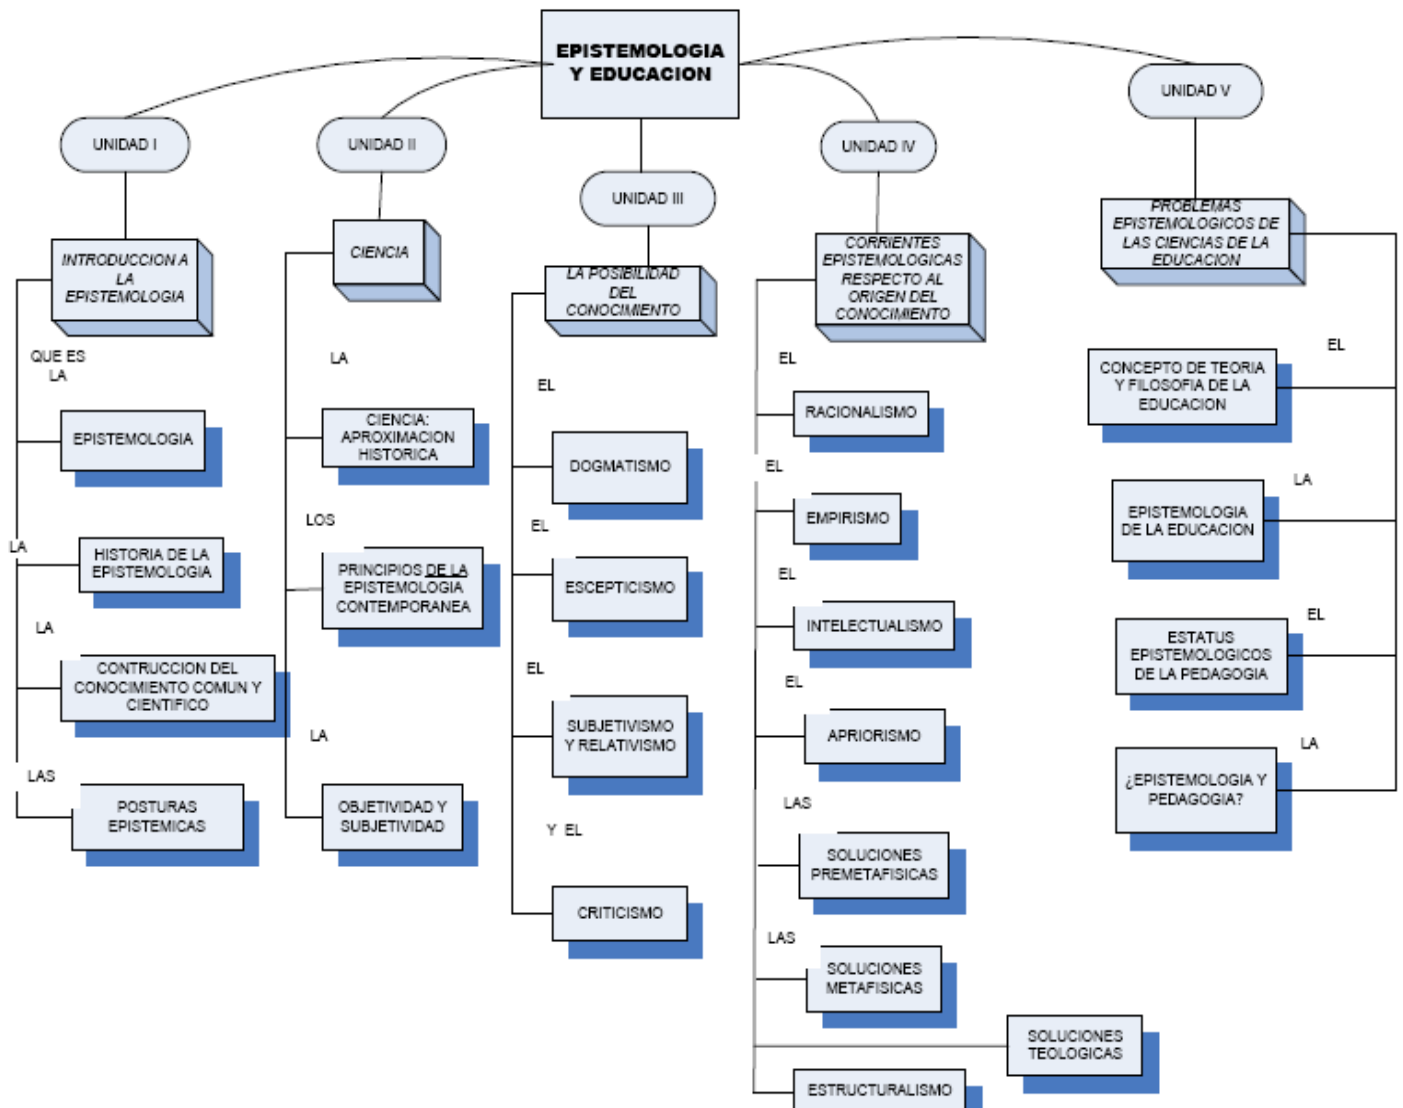 EPISTEMOLOGIA
Y EDUCACION
UNIDAD I
INTRODUCCION A
LA
EPISTEMOLOGIA
QUE ES
LA
EPISTEMOLOGIA
LA
HISTORIA DE LA
EPISTEMOLOGIA
LA
CONTRUCCION DEL
CONOCIMIENTO COMUN Y
CIENTIFICO
LAS
POSTURAS
EPISTEMICAS
UNIDAD II
CIENCIA
LA
CIENCIA:
APROXIMACION
HISTORICA
LOS
PRINCIPIOS DE LA
EPISTEMOLOGIA
CONTEMPORANEA
LA
OBJETIVIDAD Y
SUBJETIVIDAD
UNIDAD III
LA POSIBILIDAD
DEL
CONOCIMIENTO
EL
DOGMATISMO
EL
ESCEPTICISMO
EL
SUBJETIVISMO
Y RELATIVISMO
Y EL
CRITICISMO
UNIDAD IV
CORRIENTES
EPISTEMOLOGICAS
RESPECTO AL
ORIGEN DEL
CONOCIMIENTO
EL
RACIONALISMO
EL
EMPIRISMO
EL
INTELECTUALISMO
EL
APRIORISMO
LAS
SOLUCIONES
PREMETAFISICAS
LAS
SOLUCIONES
METAFISICAS
SOLUCIONES
TEOLOGICAS
ESTRUCTURALISMO
UNIDAD V
PROBLEMAS
EPISTEMOLOGICOS DE
LAS CIENCIAS DE LA
EDUCACION
EL
CONCEPTO DE TEORIA
Y FILOSOFIA DE LA
EDUCACION
LA
EPISTEMOLOGIA
DE LA EDUCACION
EL
ESTATUS
EPISTEMOLOGICOS
DE LA PEDAGOGIA
LA
¿EPISTEMOLOGIA Y
PEDAGOGIA?